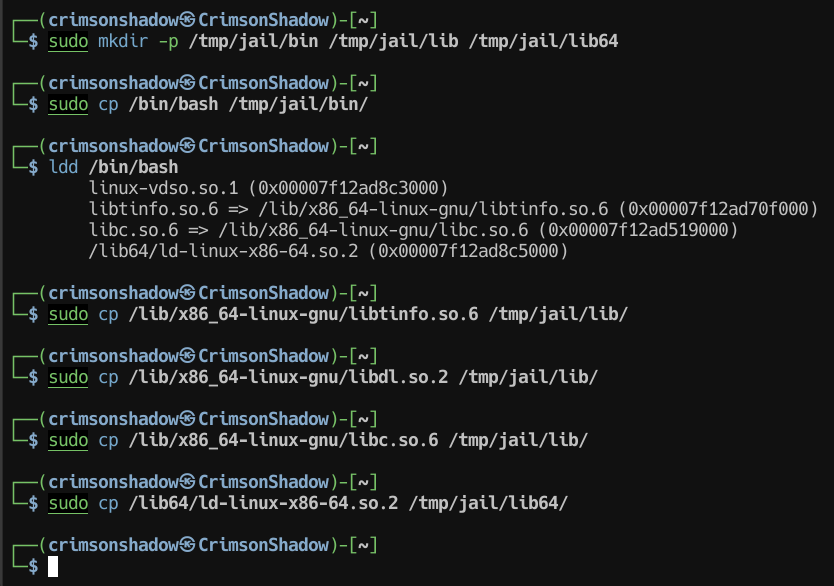 ┌──(crimsonshadow㉿CrimsonShadow)-[~]
└─$ sudo mkdir -p /tmp/jail/bin /tmp/jail/lib /tmp/jail/lib64
┌──(crimsonshadow㉿CrimsonShadow)-[~]
└─$ sudo cp /bin/bash /tmp/jail/bin/
┌──(crimsonshadow㉿CrimsonShadow)-[~]
└─$ ldd /bin/bash
linux-vdso.so.1 (0x00007f12ad8c3000)
libtinfo.so.6 => /lib/x86_64-linux-gnu/libtinfo.so.6 (0x00007f12ad70f000)
libc.so.6 => /lib/x86_64-linux-gnu/libc.so.6 (0x00007f12ad519000)
/lib64/ld-linux-x86-64.so.2 (0x00007f12ad8c5000)
┌──(crimsonshadow㉿CrimsonShadow)-[~]
└─$ sudo cp /lib/x86_64-linux-gnu/libtinfo.so.6 /tmp/jail/lib/
┌──(crimsonshadow㉿CrimsonShadow)-[~]
└─$ sudo cp /lib/x86_64-linux-gnu/libdl.so.2 /tmp/jail/lib/
┌──(crimsonshadow㉿CrimsonShadow)-[~]
└─$ sudo cp /lib/x86_64-linux-gnu/libc.so.6 /tmp/jail/lib/
┌──(crimsonshadow㉿CrimsonShadow)-[~]
└─$ sudo cp /lib64/ld-linux-x86-64.so.2 /tmp/jail/lib64/
┌──(crimsonshadow㉿CrimsonShadow)-[~]
└─$